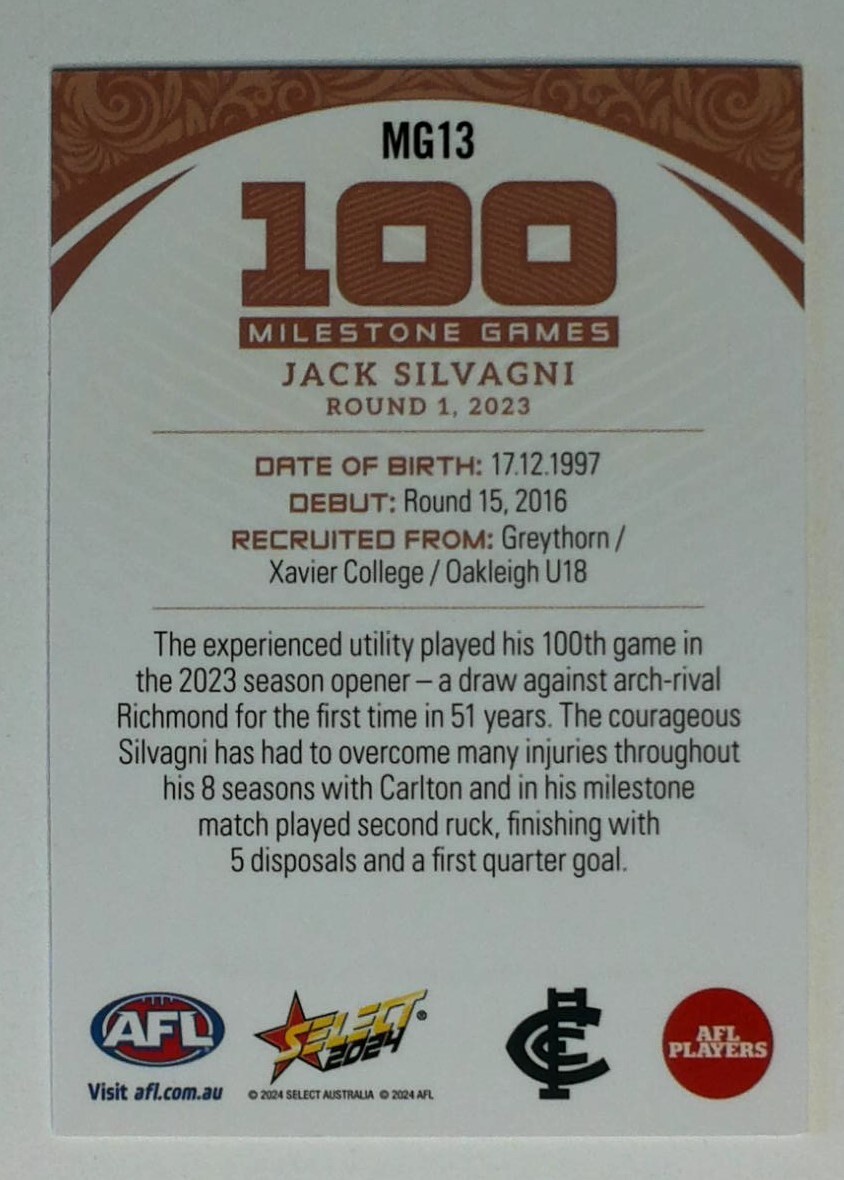 MG13
100
MILESTONE GAMES
JACK SILVAGNI
ROUND 1, 2023
DATE OF BIRTH: 17.12.1997
DEBUT: Round 15, 2016
RECRUITED FROM: Greythorn /
Xavier College / Oakleigh U18
The experienced utility played his 100th game in
the 2023 season opener – a draw against arch-rival
Richmond for the first time in 51 years. The courageous
Silvagni has had to overcome many injuries throughout
his 8 seasons with Carlton and in his milestone
match played second ruck, finishing with
5 disposals and a first quarter goal.
AFL
Visit afl.com.au
SELECT®
2024
© 2024 SELECT AUSTRALIA © 2024 AFL
CFC
AFL
PLAYERS